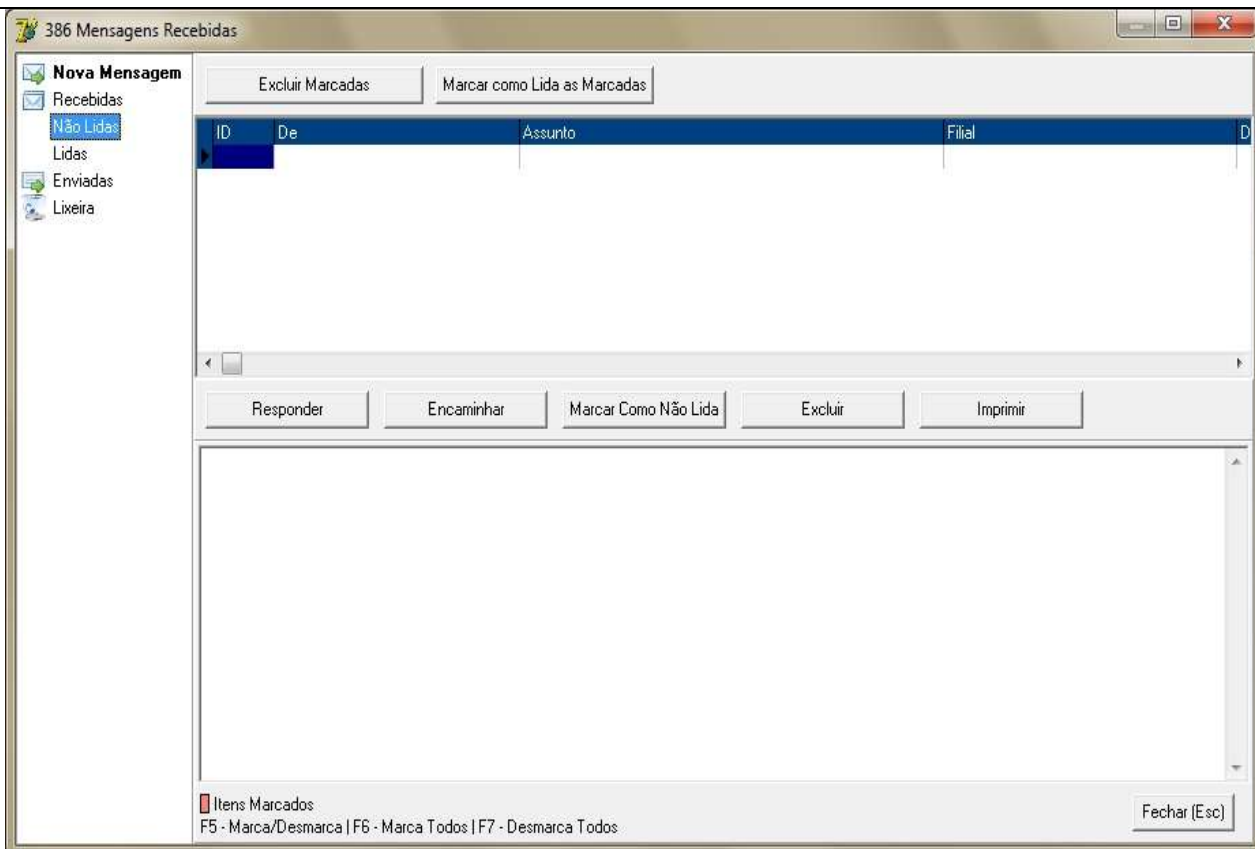 386 Mensagens Recebidas
Nova Mensagem
Recebidas
Não Lidas
Lidas
Enviadas
Lixeira
Excluir Marcadas Marcar como Lida as Marcadas
ID De Assunto Filial D
Responder Encaminhar Marcar Como Não Lida Excluir Imprimir
Itens Marcados
F5 - Marca/Desmarca | F6 - Marca Todos | F7 - Desmarca Todos
Fechar (Esc)